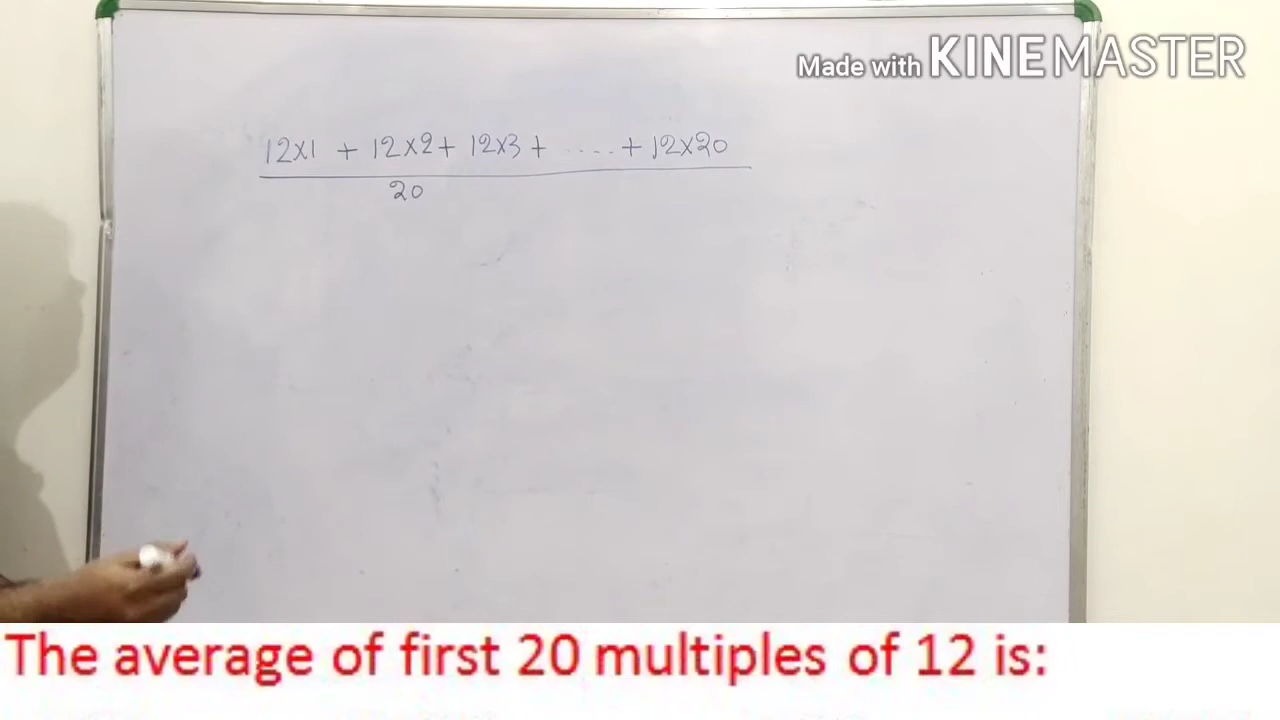 Made with KINEMASTER
12x1 + 12x2 + 12x3 + ..... + 12x20
20
The average of first 20 multiples of 12 is: